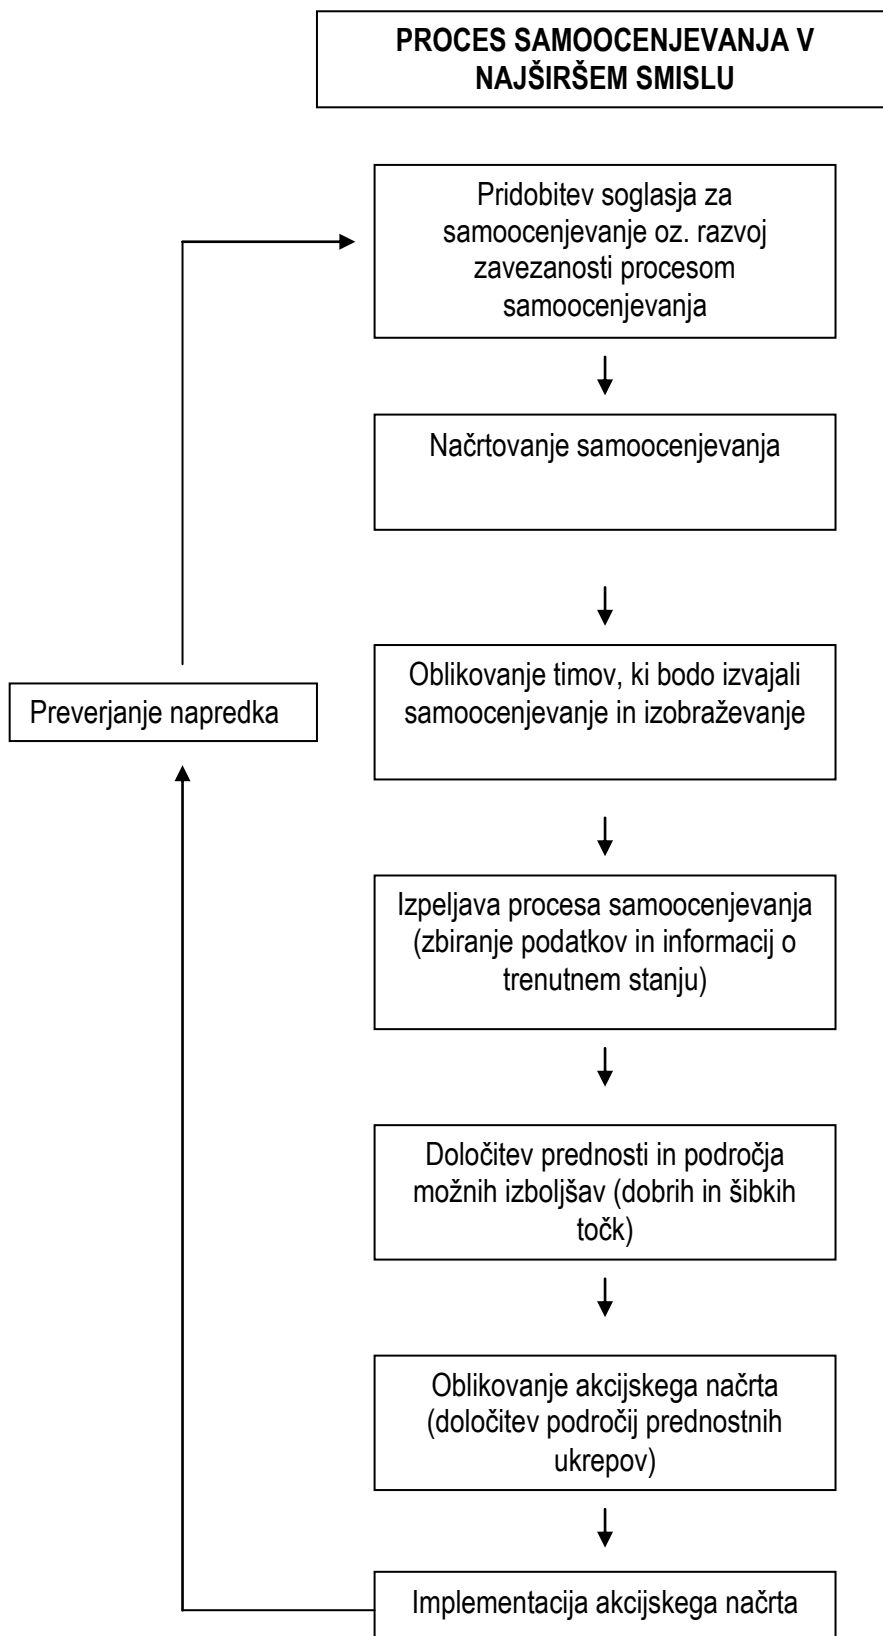 PROCES SAMOOCENJEVANJA V
NAJŠIRŠEM SMISLU
Pridobitev soglasja za
samoocenjevanje oz. razvoj
zavezanosti procesom
samoocenjevanja
Načrtovanje samoocenjevanja
Oblikovanje timov, ki bodo izvajali
samoocenjevanje in izobraževanje
Preverjanje napredka
Izpeljava procesa samoocenjevanja
(zbiranje podatkov in informacij o
trenutnem stanju)
Določitev prednosti in področja
možnih izboljšav (dobrih in šibkih
točk)
Oblikovanje akcijskega načrta
(določitev področij prednostnih
ukrepov)
Implementacija akcijskega načrta